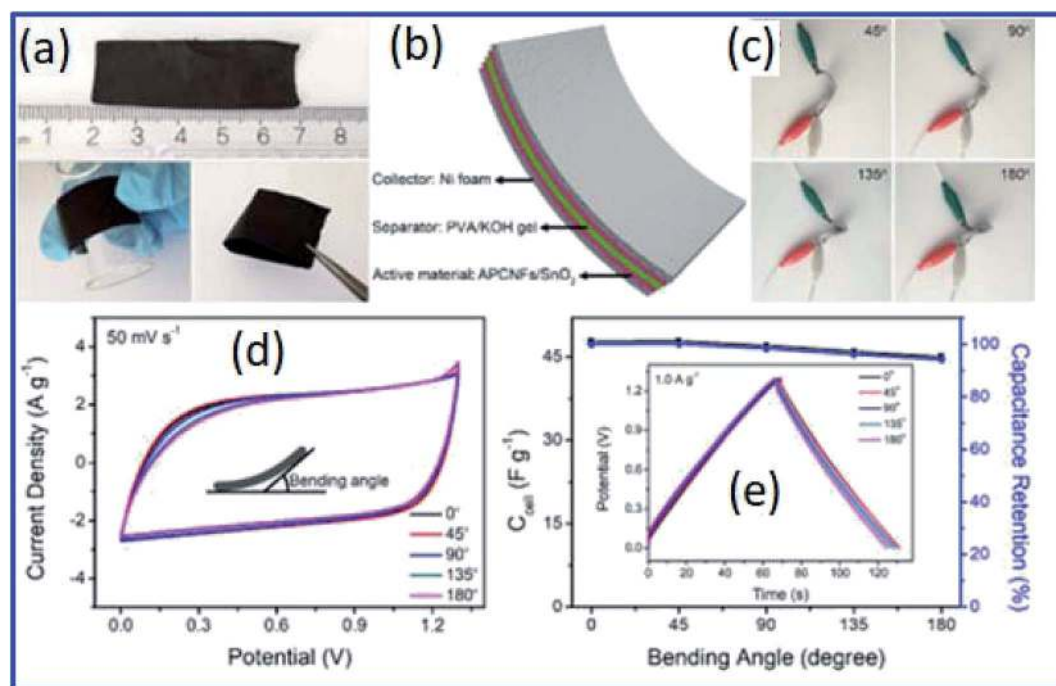 (a)
1 2 3 4 5 6 7 8
(b)
Collector: Ni foam
Separator: PVA/KOH gel
Active material: APCNFs/SnO₂
(c)
45°
90°
135°
180°
50 mV s⁻¹
(d)
Current Density (A g⁻¹)
4
2
0
-2
-4
Bending angle
0°
45°
90°
135°
180°
0.0 0.3 0.6 0.9 1.2
Potential (V)
C cell (F g⁻¹)
45
30
15
0
1.0 A g⁻¹
Potential (V)
1.2
0.9
0.6
0.3
0.0
0°
45°
90°
135°
180°
(e)
0 20 40 60 80 100 120
Time (s)
100
80
60
40
20
0
Capacitance Retention (%)
0 45 90 135 180
Bending Angle (degree)